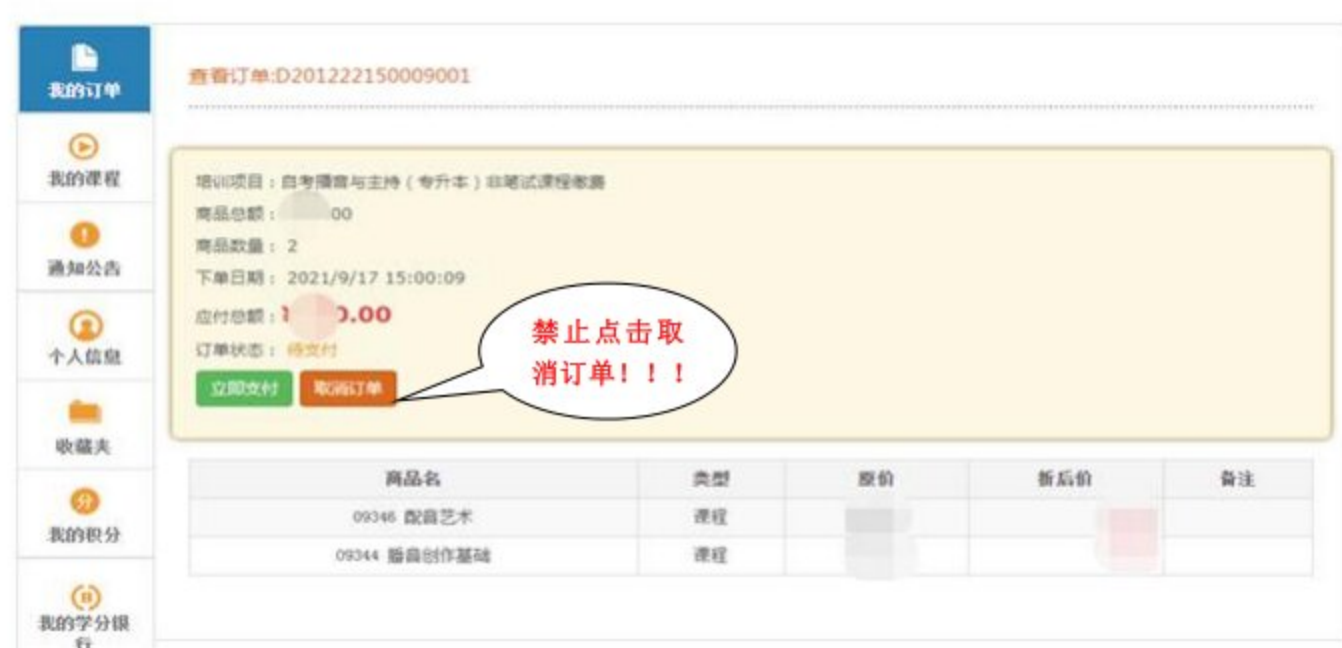 我的订单
我的课程
通知公告
个人信息
收藏夹
我的积分
我的学分银
行
查看订单:D201222150009001
培训项目：自考播音与主持（专升本）非笔试课程缴费
商品总额： 00
商品数量： 2
下单日期： 2021/9/17 15:00:09
应付总额： 0.00
订单状态： 待支付
立即支付 取消订单
禁止点击取
消订单！！！
商品名 类型 原价 折后价 备注
09346 配音艺术 课程
09344 播音创作基础 课程